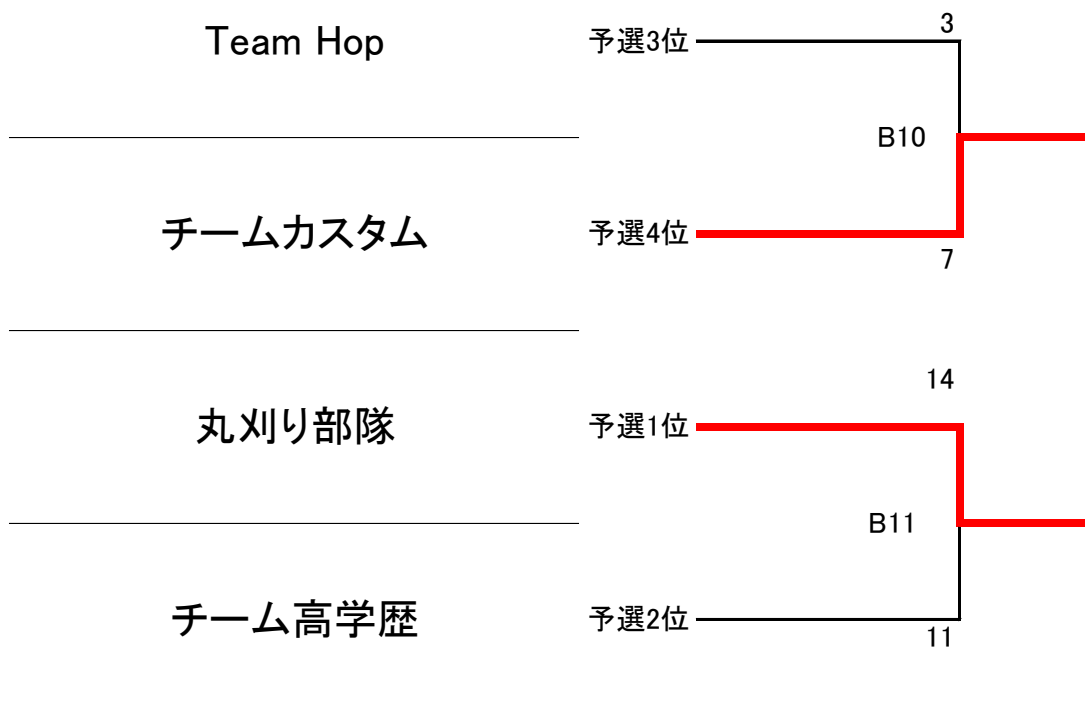 Team Hop 予選3位 3
B10
チームカスタム 予選4位
7
14
丸刈り部隊 予選1位
B11
チーム高学歴 予選2位
11